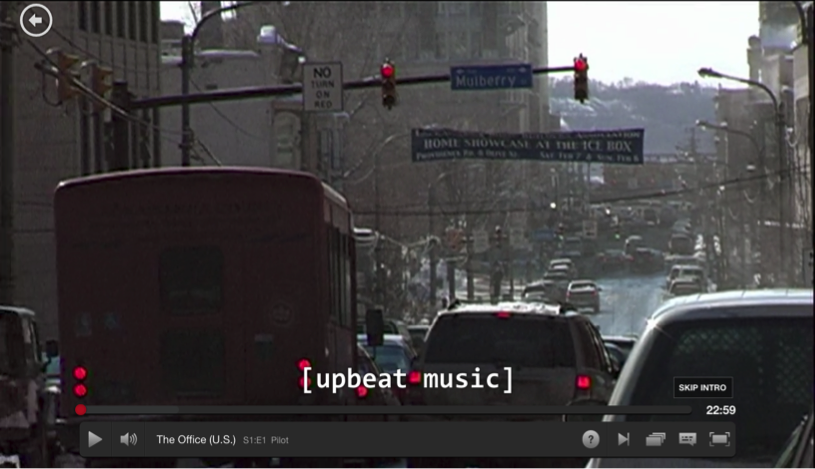 NO
TURN
ON
RED
Mulberry
HOME SHOWCASE AT THE ICE BOX
[upbeat music]
SKIP INTRO
22:59
The Office (U.S.) S1:E1 Pilot
?